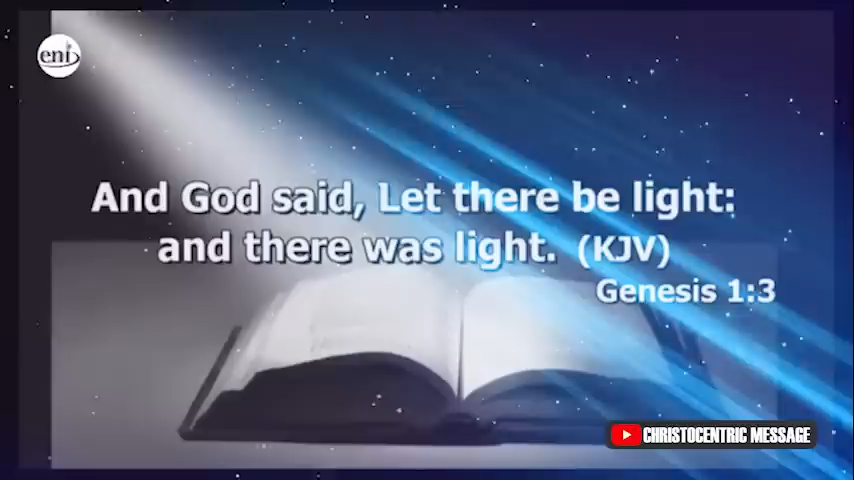 eni
And God said, Let there be light:
and there was light. (KJV)
Genesis 1:3
CHRISTOCENTRIC MESSAGE